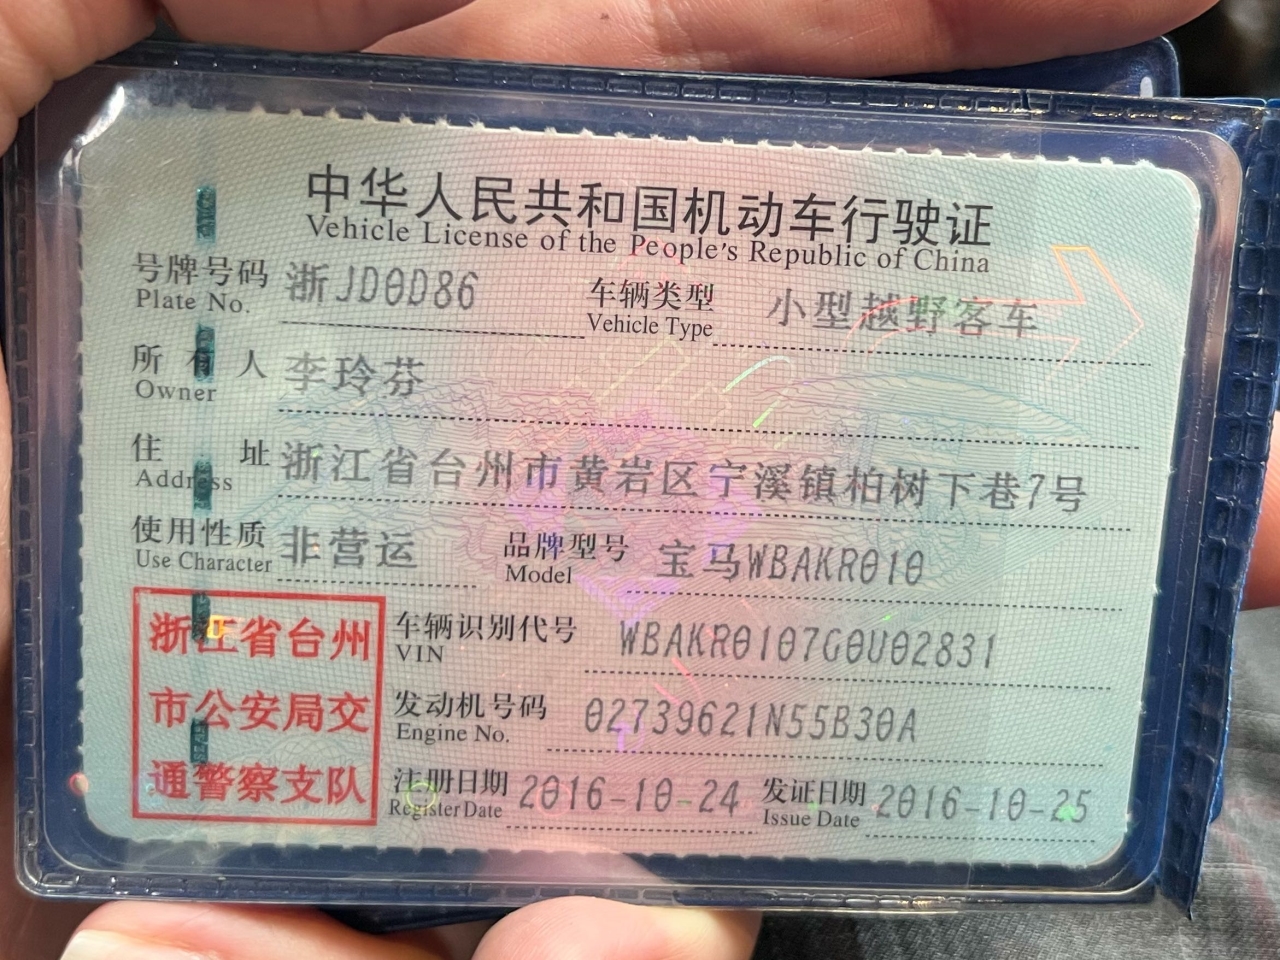 中华人民共和国机动车行驶证
Vehicle License of the People's Republic of China
号牌号码 浙JD0D86 车辆类型 小型越野客车
Plate No. Vehicle Type
所有人 李玲芬
Owner
住址 浙江省台州市黄岩区宁溪镇柏树下巷7号
Address
使用性质 非营运 品牌型号 宝马WBAKR010
Use Character Model
浙江省台州 车辆识别代号 WBAKR0107G0U02831
VIN
市公安局交 发动机号码 02739621N55B30A
Engine No.
通警察支队 注册日期 2016-10-24 发证日期 2016-10-25
Register Date Issue Date